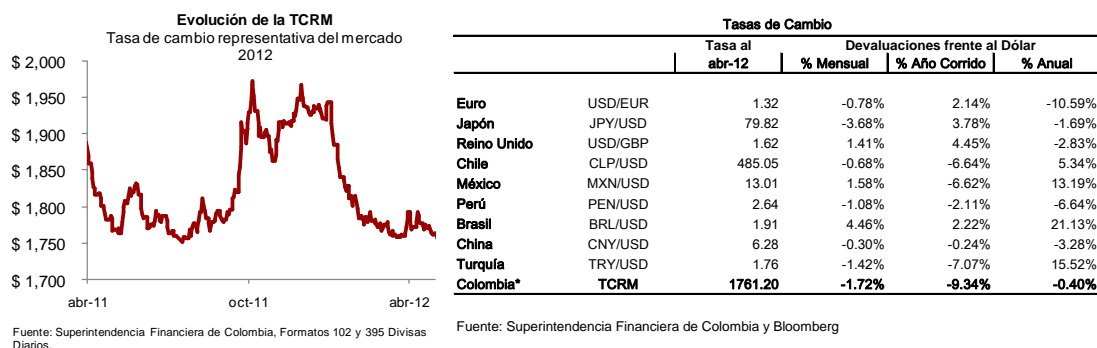 Evolución de la TCRM
Tasa de cambio representativa del mercado
2012
$ 2,000
$ 1,950
$ 1,900
$ 1,850
$ 1,800
$ 1,750
$ 1,700
abr-11 oct-11 abr-12
Fuente: Superintendencia Financiera de Colombia, Formatos 102 y 395 Divisas
Diarios.
Tasas de Cambio
Tasa al Devaluaciones frente al Dólar
abr-12 % Mensual % Año Corrido % Anual
Euro USD/EUR 1.32 -0.78% 2.14% -10.59%
Japón JPY/USD 79.82 -3.68% 3.78% -1.69%
Reino Unido USD/GBP 1.62 1.41% 4.45% -2.83%
Chile CLP/USD 485.05 -0.68% -6.64% 5.34%
México MXN/USD 13.01 1.58% -6.62% 13.19%
Perú PEN/USD 2.64 -1.08% -2.11% -6.64%
Brasil BRL/USD 1.91 4.46% 2.22% 21.13%
China CNY/USD 6.28 -0.30% -0.24% -3.28%
Turquía TRY/USD 1.76 -1.42% -7.07% 15.52%
Colombia* TCRM 1761.20 -1.72% -9.34% -0.40%
Fuente: Superintendencia Financiera de Colombia y Bloomberg